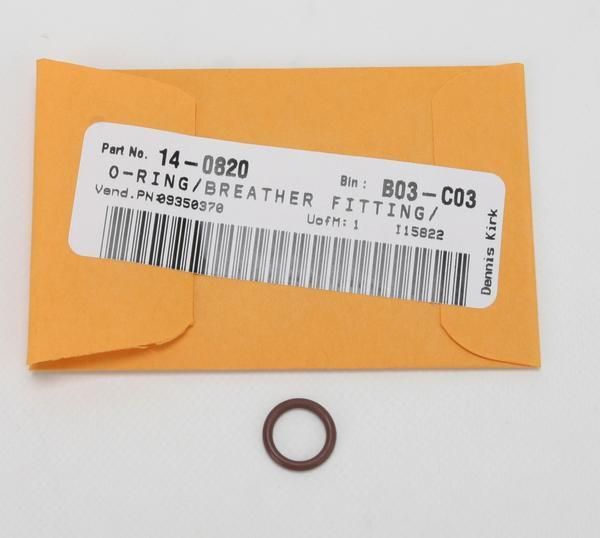 Part No. 14-0820 Bin: B03-C03
O-RING/BREATHER FITTING/
Vend.PN:09350370 UofM: 1 I15822
Dennis Kirk